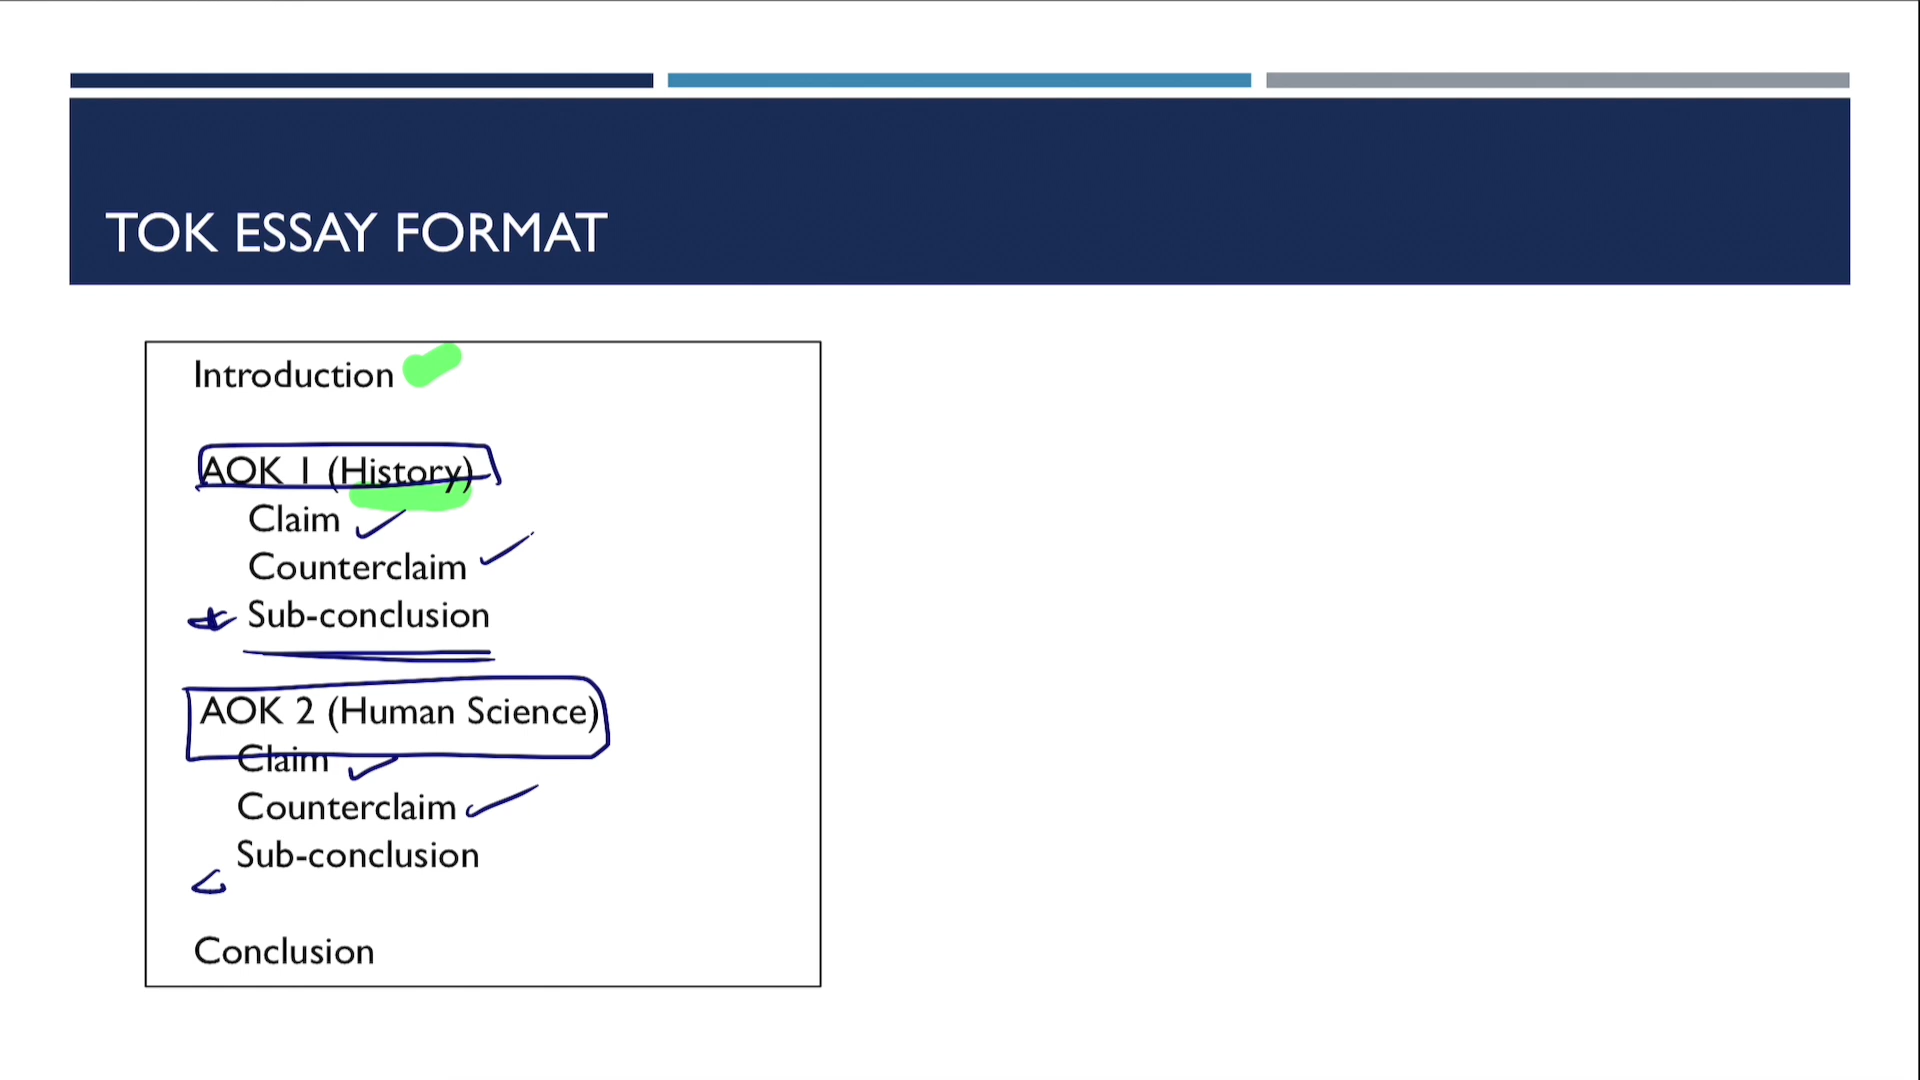 TOK ESSAY FORMAT
Introduction
AOK 1 (History)
Claim
Counterclaim
Sub-conclusion
AOK 2 (Human Science)
Claim
Counterclaim
Sub-conclusion
Conclusion